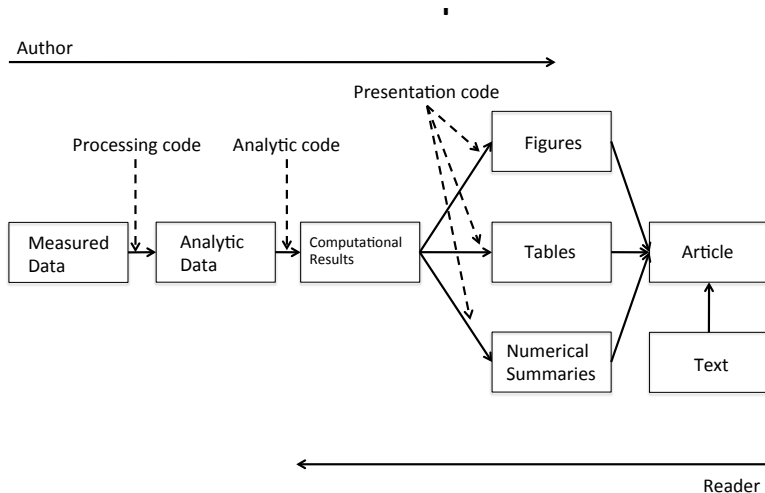 Author
Presentation code
Processing code
Analytic code
Figures
Measured
Data
Analytic
Data
Computational
Results
Tables
Article
Numerical
Summaries
Text
Reader